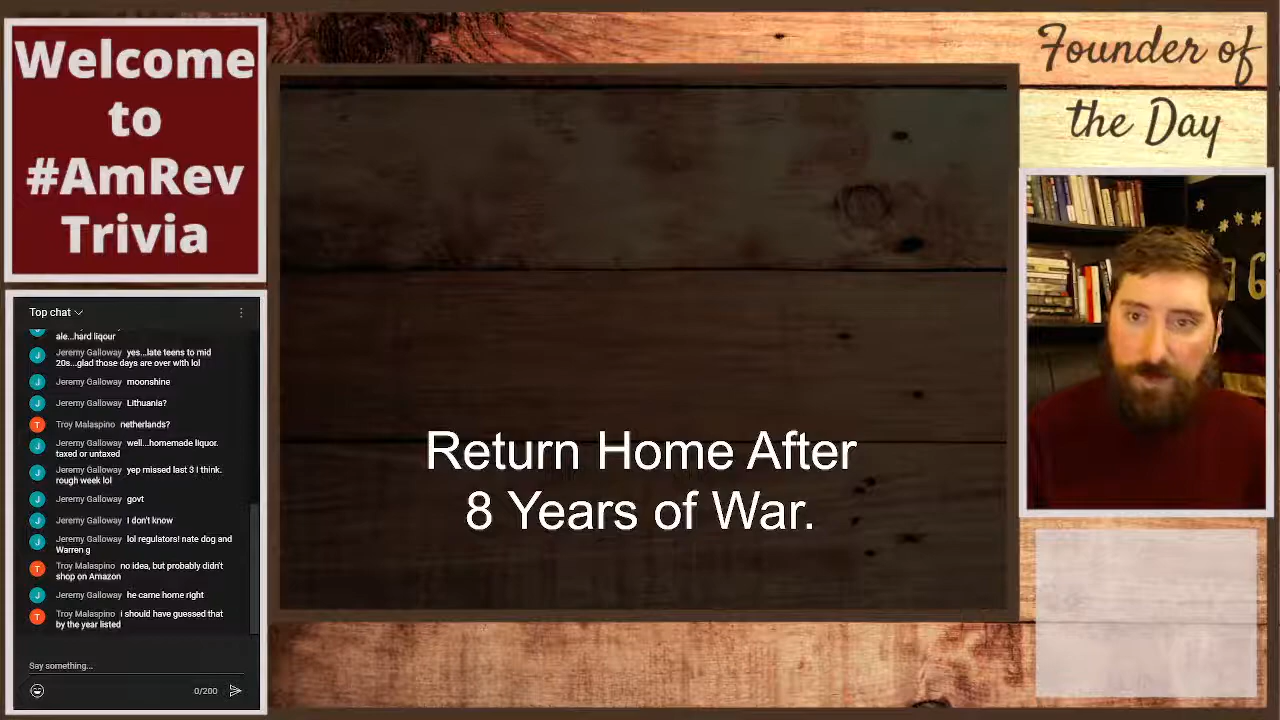 Welcome
to
#AmRev
Trivia
Founder of
the Day
Top chat
ale...hard liqour
Jeremy Galloway yes...late teens to mid
20s...glad those days are over with lol
Jeremy Galloway moonshine
Jeremy Galloway Lithuania?
Troy Malaspino netherlands?
Jeremy Galloway well...homemade liquor.
taxed or untaxed
Jeremy Galloway yep missed last 3 I think.
rough week lol
Jeremy Galloway govt
Jeremy Galloway I don't know
Jeremy Galloway lol regulators! nate dog and
Warren g
Troy Malaspino no idea, but probably didn't
shop on Amazon
Jeremy Galloway he came home right
Troy Malaspino i should have guessed that
by the year listed
Say something...
0/200
Return Home After
8 Years of War.